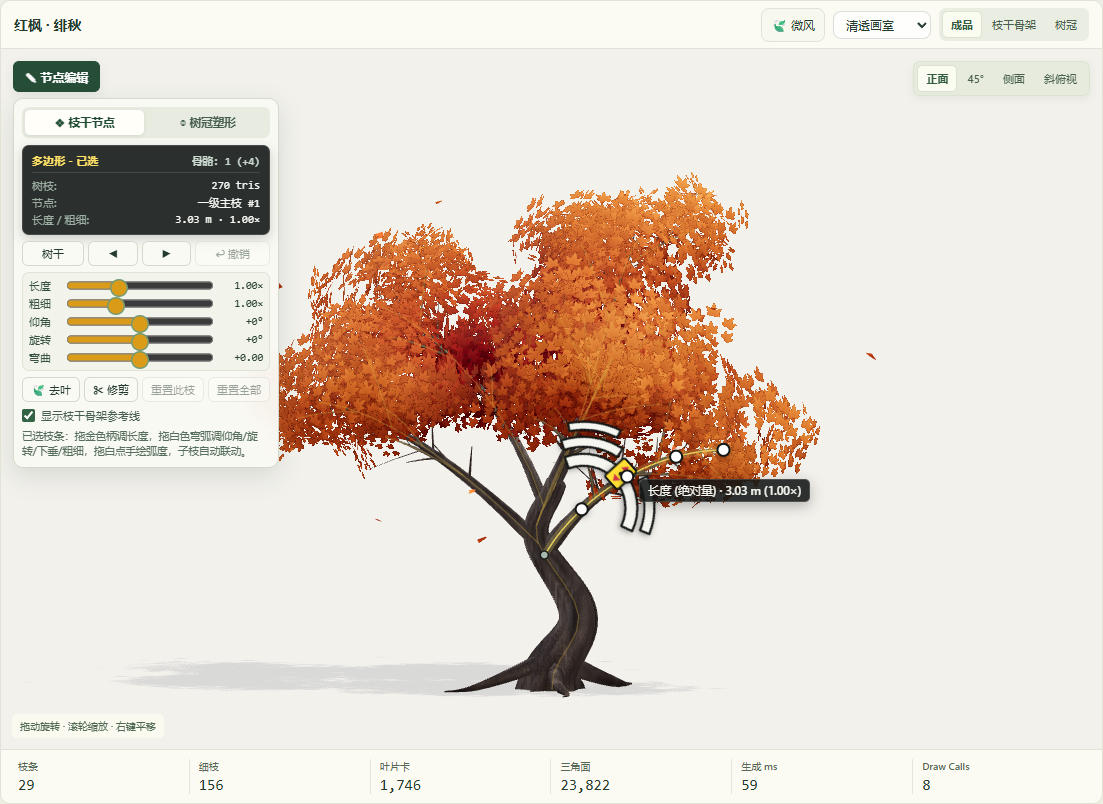 红枫 · 绯秋
微风
清透画室
成品
枝干骨架
树冠
节点编辑
正面
45°
侧面
斜俯视
枝干节点
树冠塑形
多边形 - 已选
骨骼: 1 (+4)
树枝:
270 tris
节点:
一级主枝 #1
长度 / 粗细:
3.03 m · 1.00×
树干
◄
►
↩ 撤销
长度
1.00×
粗细
1.00×
仰角
+0°
旋转
+0°
弯曲
+0.00
去叶
修剪
重置此枝
重置全部
显示枝干骨架参考线
已选枝条：拖金色柄调长度，拖白色弯弧调仰角/旋
转/下垂/粗细，拖白点手绘弧度，子枝自动联动。
长度 (绝对量) · 3.03 m (1.00×)
拖动旋转 · 滚轮缩放 · 右键平移
枝条
29
细枝
156
叶片卡
1,746
三角面
23,822
生成 ms
59
Draw Calls
8